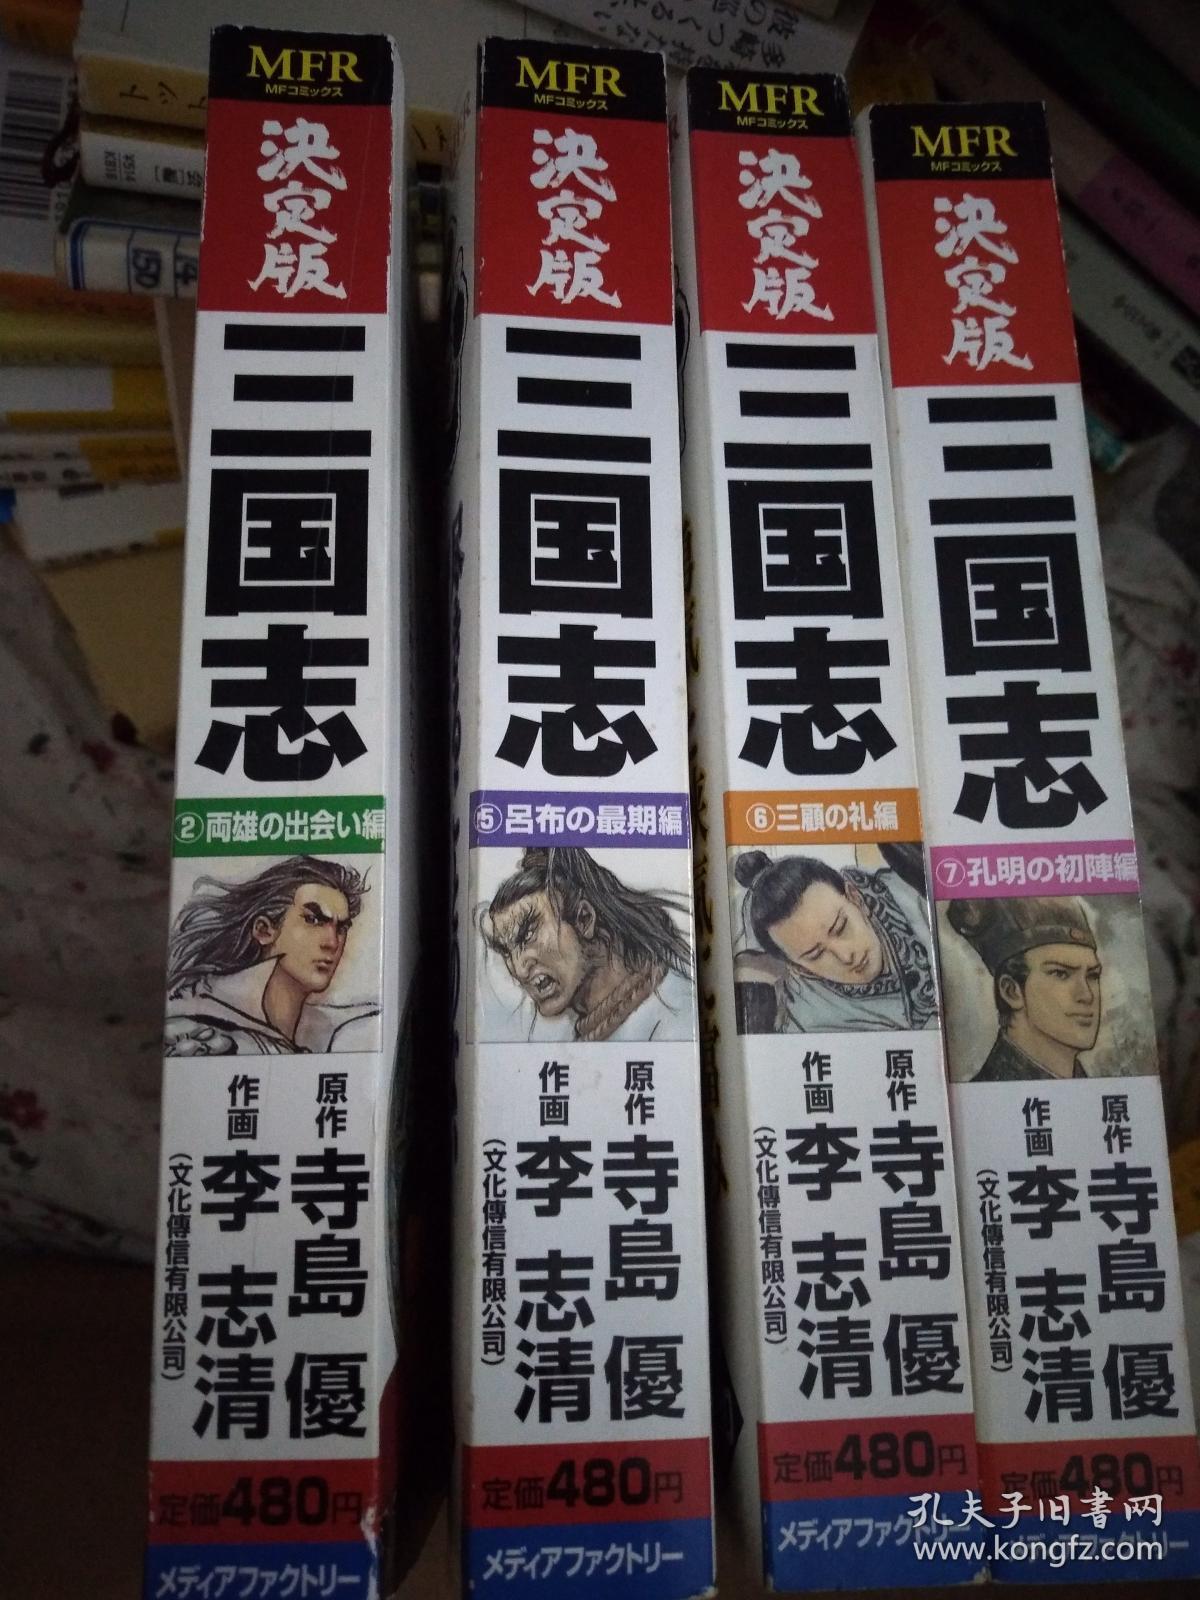 MFR
MFコミックス
決定版
三国志
②両雄の出会い編
原作 寺島 優
作画 李 志清
(文化傳信有限公司)
定価480円
メディアファクトリー
MFR
MFコミックス
決定版
三国志
⑤呂布の最期編
原作 寺島 優
作画 李 志清
(文化傳信有限公司)
定価480円
メディアファクトリー
MFR
MFコミックス
決定版
三国志
⑥三顧の礼編
原作 寺島 優
作画 李 志清
(文化傳信有限公司)
定価480円
メディアファクトリー
MFR
MFコミックス
決定版
三国志
⑦孔明の初陣編
原作 寺島 優
作画 李 志清
(文化傳信有限公司)
定価480円
メディアファクトリー
孔夫子旧书网
www.kongfz.com